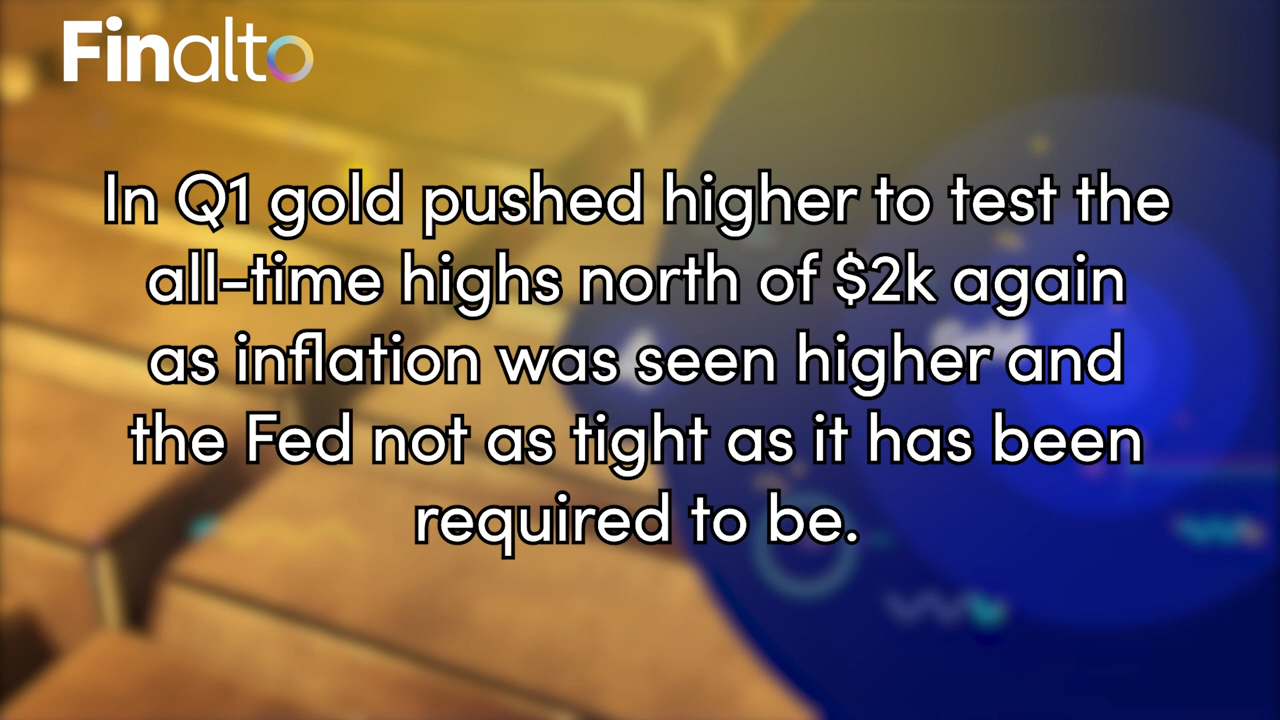 Finalto
In Q1 gold pushed higher to test the
all-time highs north of $2k again
as inflation was seen higher and
the Fed not as tight as it has been
required to be.